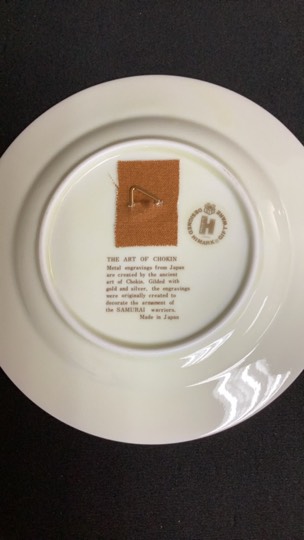 THE ART OF CHOKIN
Metal engravings from Japan
are created by the ancient
art of Chokin. Gilded with
gold and silver, the engravings
were originally created to
decorate the armament of
the SAMURAI warriors.
Made in Japan
H